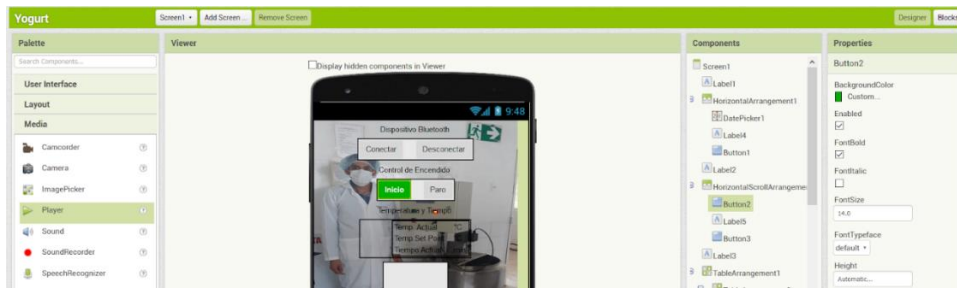 Yogurt
Screen1
Add Screen ...
Remove Screen
Designer
Blocks
Palette
Viewer
Components
Properties
Search Components...
User Interface
Layout
Media
Camcorder
Camera
ImagePicker
Player
Sound
SoundRecorder
SpeechRecognizer
Display hidden components in Viewer
9:48
Dispositivo Bluetooth
Conectar
Desconectar
Control de Encendido
Inicio
Paro
Temperatura y Tiempo
Temp. Actual °C
Temp.Set Point
Tiempo Actual
Screen1
Label1
HorizontalArrangement1
DatePicker1
Label4
Button1
Label2
HorizontalScrollArrangeme
Button2
Label5
Button3
Label3
TableArrangement1
Button2
BackgroundColor
Custom...
Enabled
FontBold
FontItalic
FontSize
14.0
FontTypeface
default
Height
Automatic...